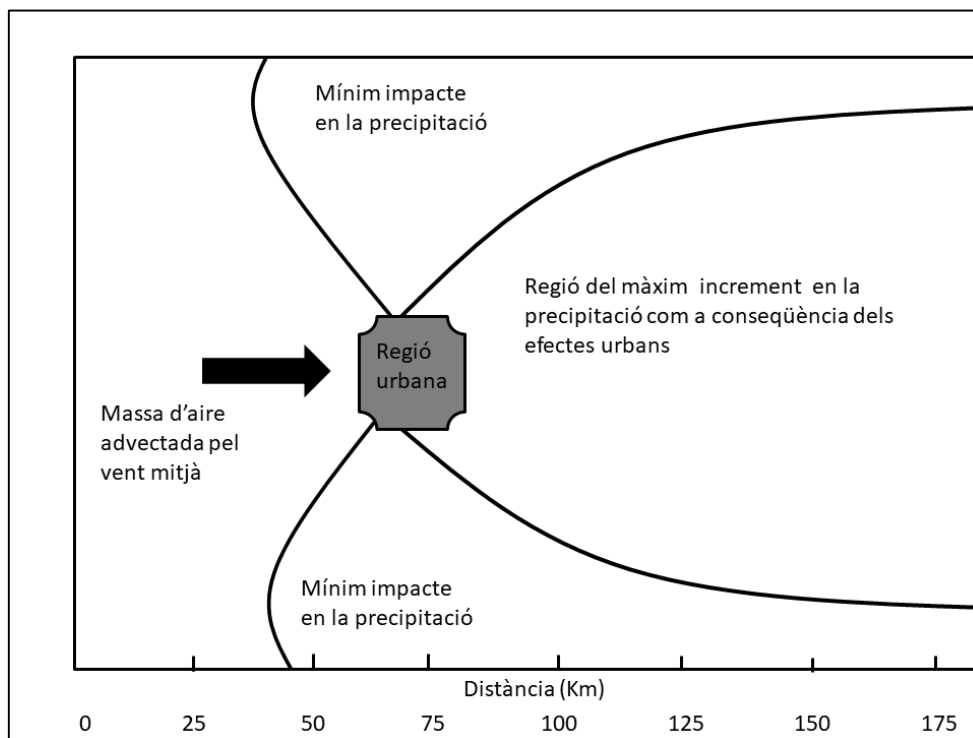 Mínim impacte
en la precipitació
Regió del màxim increment en la
precipitació com a conseqüència dels
efectes urbans
Regió
urbana
Massa d'aire
advectada pel
vent mitjà
Mínim impacte
en la precipitació
Distància (Km)
0 25 50 75 100 125 150 175